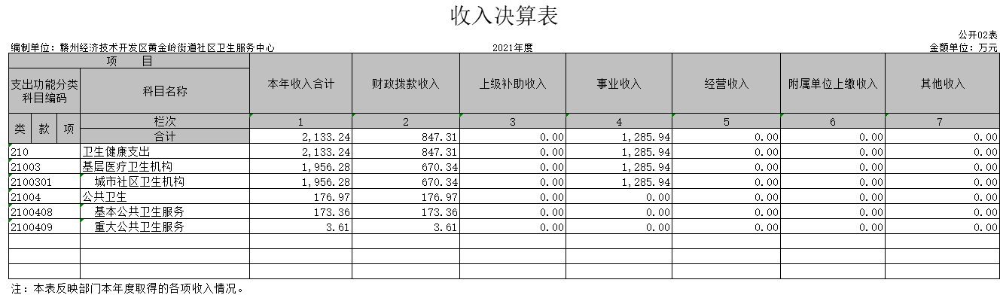 收入决算表
公开02表
编制单位：赣州经济技术开发区黄金岭街道社区卫生服务中心 2021年度 金额单位：万元
项 目 本年收入合计 财政拨款收入 上级补助收入 事业收入 经营收入 附属单位上缴收入 其他收入
支出功能分类科目编码 科目名称
类 款 项 栏次 1 2 3 4 5 6 7
合计 2,133.24 847.31 0.00 1,285.94 0.00 0.00 0.00
210 卫生健康支出 2,133.24 847.31 0.00 1,285.94 0.00 0.00 0.00
21003 基层医疗卫生机构 1,956.28 670.34 0.00 1,285.94 0.00 0.00 0.00
2100301 城市社区卫生机构 1,956.28 670.34 0.00 1,285.94 0.00 0.00 0.00
21004 公共卫生 176.97 176.97 0.00 0.00 0.00 0.00 0.00
2100408 基本公共卫生服务 173.36 173.36 0.00 0.00 0.00 0.00 0.00
2100409 重大公共卫生服务 3.61 3.61 0.00 0.00 0.00 0.00 0.00
注：本表反映部门本年度取得的各项收入情况。